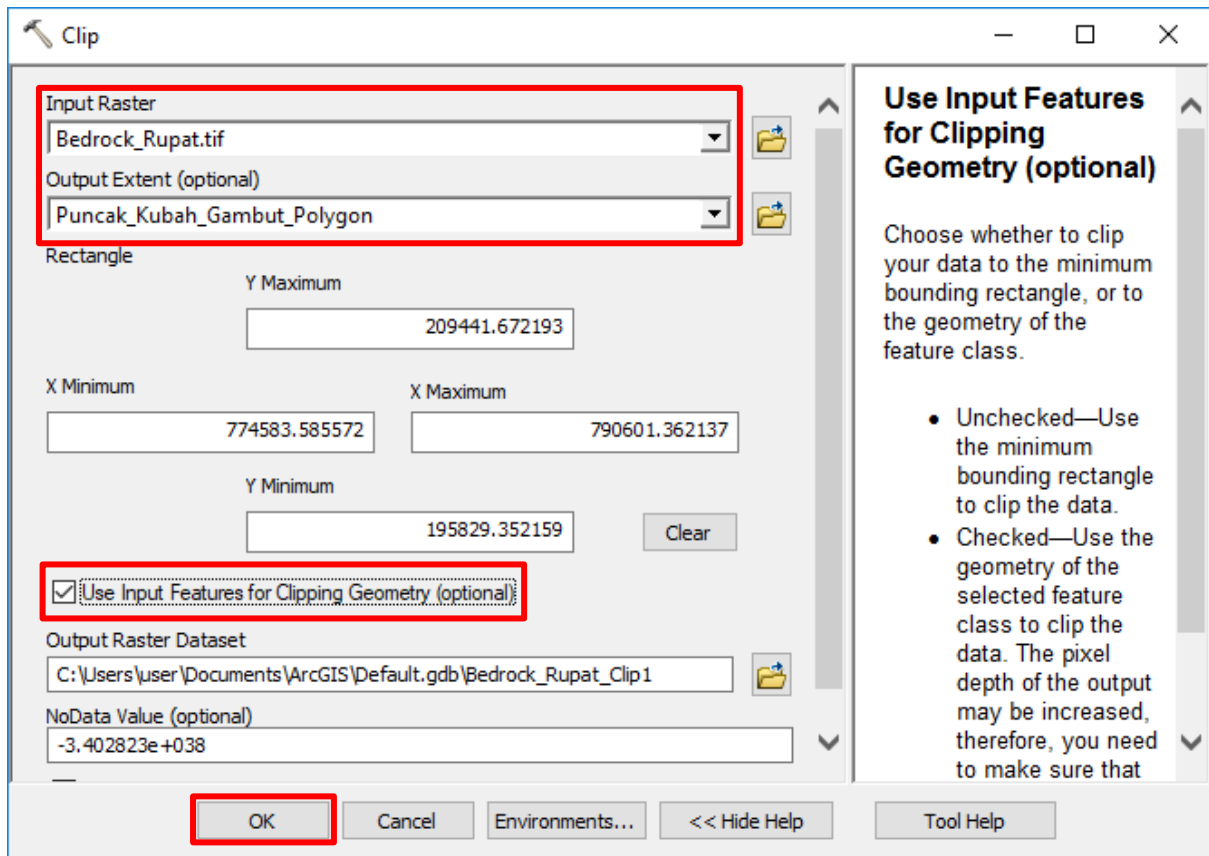 Clip
Input Raster
Bedrock_Rupat.tif
Output Extent (optional)
Puncak_Kubah_Gambut_Polygon
Rectangle
Y Maximum
209441.672193
X Minimum
X Maximum
774583.585572
790601.362137
Y Minimum
195829.352159
Clear
Use Input Features for Clipping Geometry (optional)
Output Raster Dataset
C:\Users\user\Documents\ArcGIS\Default.gdb\Bedrock_Rupat_Clip1
NoData Value (optional)
-3.402823e+038
Use Input Features
for Clipping
Geometry (optional)
Choose whether to clip
your data to the minimum
bounding rectangle, or to
the geometry of the
feature class.
• Unchecked—Use
the minimum
bounding rectangle
to clip the data.
• Checked—Use the
geometry of the
selected feature
class to clip the
data. The pixel
depth of the output
may be increased,
therefore, you need
to make sure that
OK
Cancel
Environments...
<< Hide Help
Tool Help